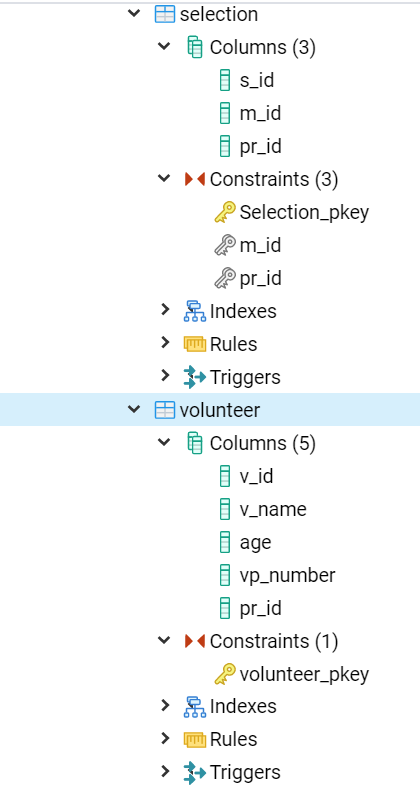 selection
Columns (3)
s_id
m_id
pr_id
Constraints (3)
Selection_pkey
m_id
pr_id
Indexes
Rules
Triggers
volunteer
Columns (5)
v_id
v_name
age
vp_number
pr_id
Constraints (1)
volunteer_pkey
Indexes
Rules
Triggers